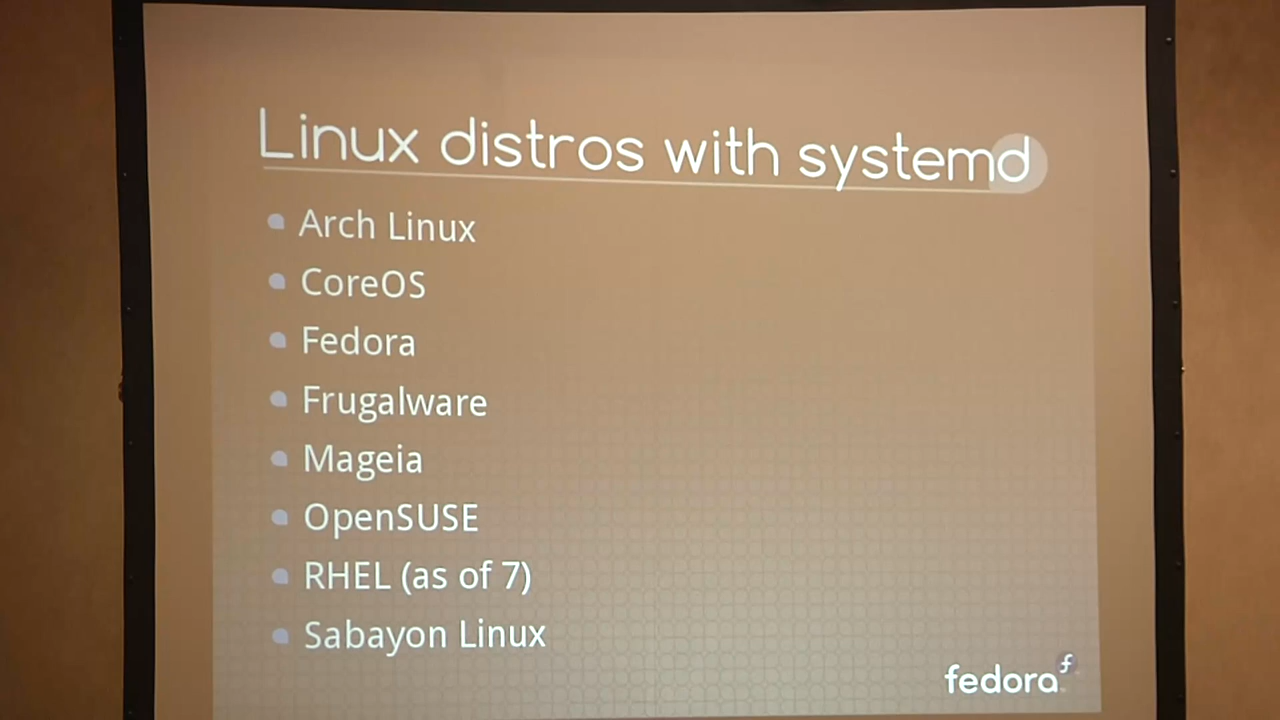 Linux distros with systemd
Arch Linux
CoreOS
Fedora
Frugalware
Mageia
OpenSUSE
RHEL (as of 7)
Sabayon Linux
fedora